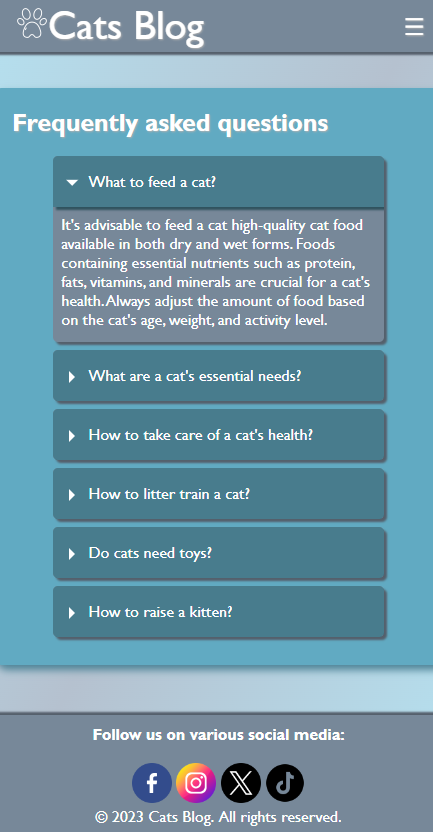 Cats Blog
Frequently asked questions
What to feed a cat?
It's advisable to feed a cat high-quality cat food
available in both dry and wet forms. Foods
containing essential nutrients such as protein,
fats, vitamins, and minerals are crucial for a cat's
health. Always adjust the amount of food based
on the cat's age, weight, and activity level.
What are a cat's essential needs?
How to take care of a cat's health?
How to litter train a cat?
Do cats need toys?
How to raise a kitten?
Follow us on various social media:
© 2023 Cats Blog. All rights reserved.